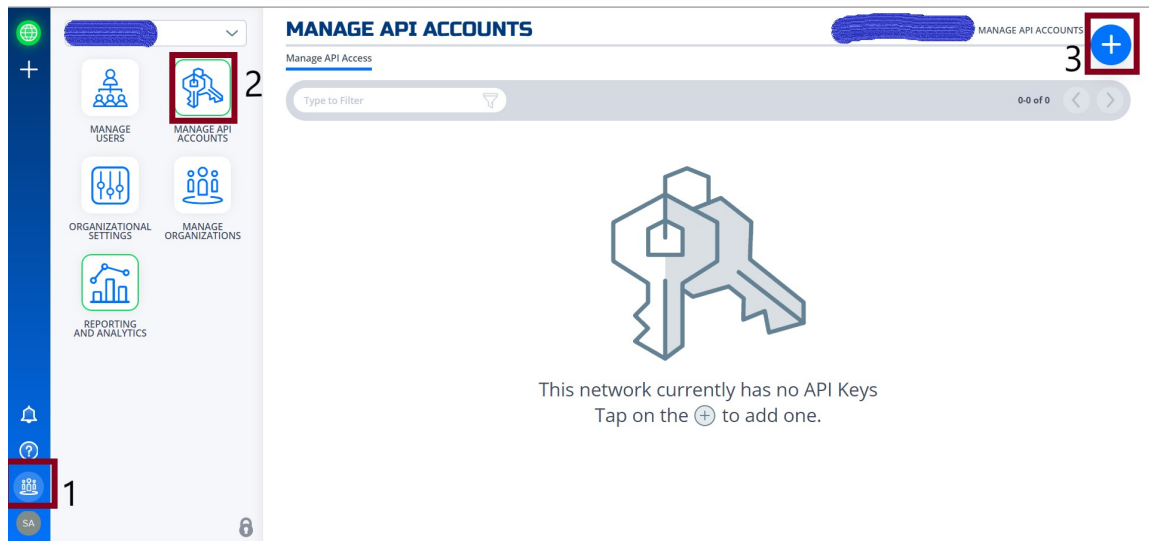 MANAGE API ACCOUNTS
MANAGE API ACCOUNTS
3
Manage API Access
2
Type to Filter
0-0 of 0
MANAGE
USERS
MANAGE API
ACCOUNTS
ORGANIZATIONAL
SETTINGS
MANAGE
ORGANIZATIONS
REPORTING
AND ANALYTICS
This network currently has no API Keys
Tap on the + to add one.
1
SA